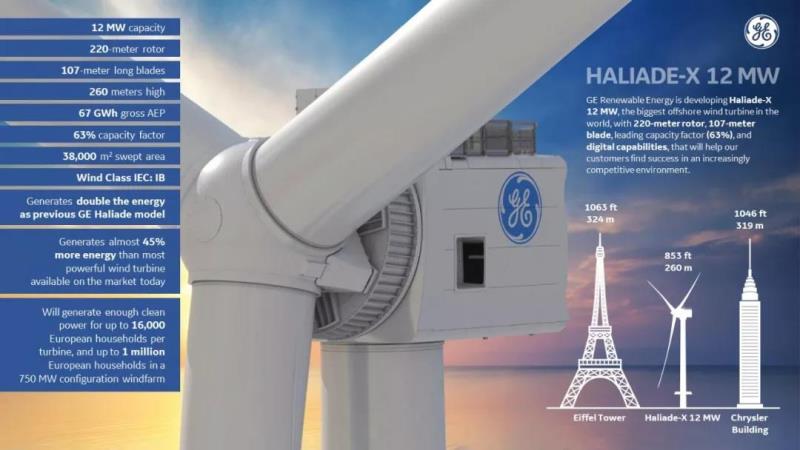 12 MW capacity
220-meter rotor
107-meter long blades
260 meters high
67 GWh gross AEP
63% capacity factor
38,000 m² swept area
Wind Class IEC: IB
Generates double the energy
as previous GE Haliade model
Generates almost 45%
more energy than most
powerful wind turbine
available on the market today
Will generate enough clean
power for up to 16,000
European households per
turbine, and up to 1 million
European households in a
750 MW configuration windfarm
GE
GE
HALIADE-X 12 MW
GE Renewable Energy is developing Haliade-X
12 MW, the biggest offshore wind turbine in the
world, with 220-meter rotor, 107-meter
blade, leading capacity factor (63%), and
digital capabilities, that will help our
customers find success in an increasingly
competitive environment.
1063 ft
324 m
853 ft
260 m
1046 ft
319 m
Eiffel Tower
Haliade-X 12 MW
Chrysler
Building